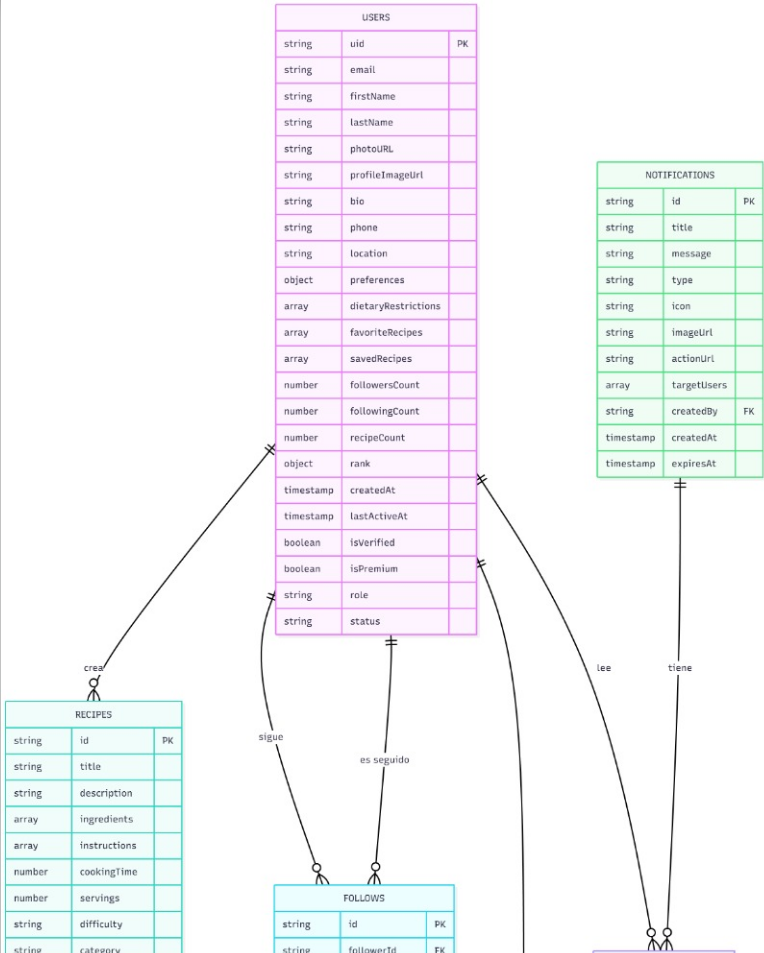 USERS
string uid PK
string email
string firstName
string lastName
string photoURL
string profileImageUrl
string bio
string phone
string location
object preferences
array dietaryRestrictions
array favoriteRecipes
array savedRecipes
number followersCount
number followingCount
number recipeCount
object rank
timestamp createdAt
timestamp lastActiveAt
boolean isVerified
boolean isPremium
string role
string status
NOTIFICATIONS
string id PK
string title
string message
string type
string icon
string imageUrl
string actionUrl
array targetUsers
string createdBy FK
timestamp createdAt
timestamp expiresAt
crea
lee
tiene
sigue
es seguido
RECIPES
string id PK
string title
string description
array ingredients
array instructions
number cookingTime
number servings
string difficulty
string category
FOLLOWS
string id PK
string followerId FK